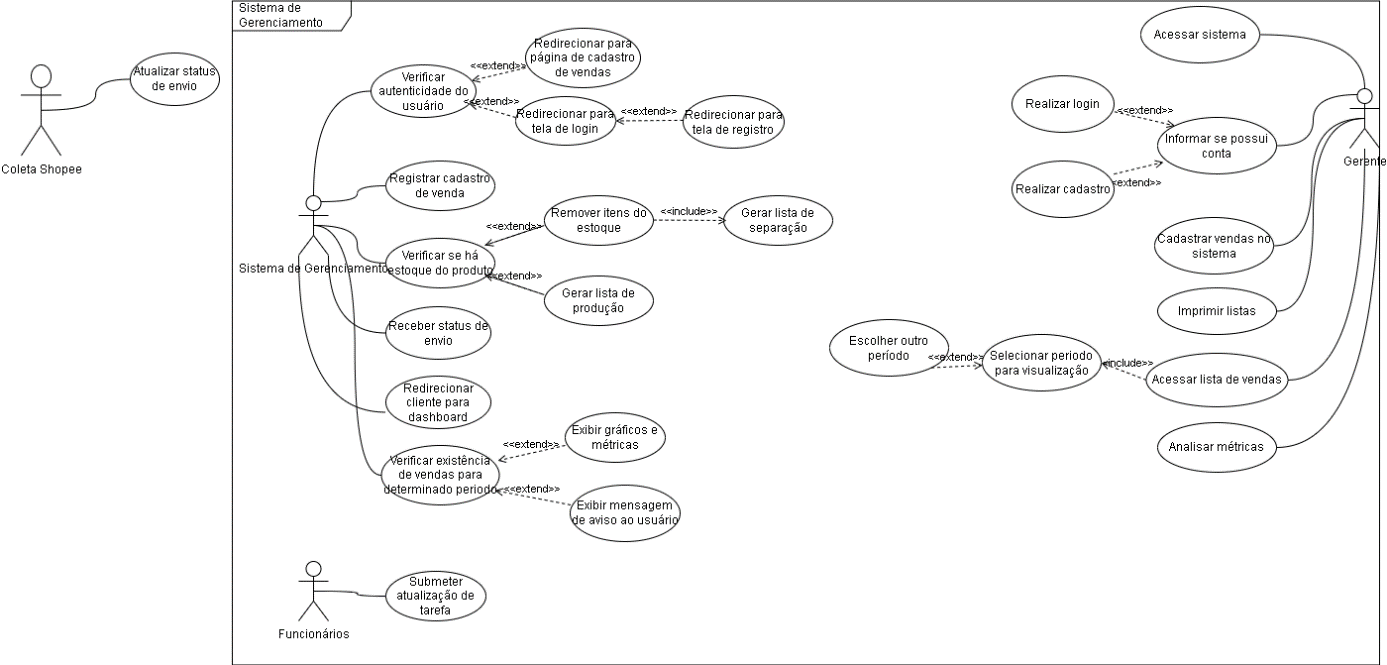 Sistema de
Gerenciamento
Atualizar status
de envio
Coleta Shopee
Verificar
autenticidade do
usuário
<<extend>>
Redirecionar para
página de cadastro
de vendas
<<extend>>
Redirecionar para
tela de login
<<extend>>
Redirecionar para
tela de registro
Registrar cadastro
de venda
Sistema de Gerenciamento
Verificar se há
estoque do produto
<<extend>>
Remover itens do
estoque
<<include>>
Gerar lista de
separação
<<extend>>
Gerar lista de
produção
Receber status de
envio
Redirecionar
cliente para
dashboard
Verificar existência
de vendas para
determinado periodo
<<extend>>
Exibir gráficos e
métricas
<<extend>>
Exibir mensagem
de aviso ao usuário
Funcionários
Submeter
atualização de
tarefa
Acessar sistema
Gerente
Realizar login
<<extend>>
Informar se possui
conta
Realizar cadastro
<<extend>>
Cadastrar vendas no
sistema
Imprimir listas
Escolher outro
período
<<extend>>
Selecionar periodo
para visualização
<<include>>
Acessar lista de vendas
Analisar métricas